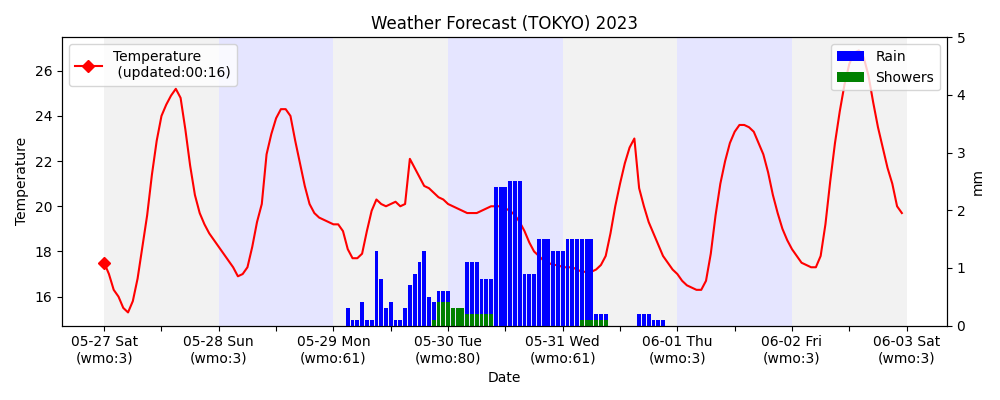 Weather Forecast (TOKYO) 2023
Temperature
(updated:00:16)
Rain
Showers
Temperature
26
24
22
20
18
16
5
4
3
2
1
0
mm
05-27 Sat
(wmo:3)
05-28 Sun
(wmo:3)
05-29 Mon
(wmo:61)
05-30 Tue
(wmo:80)
05-31 Wed
(wmo:61)
06-01 Thu
(wmo:3)
06-02 Fri
(wmo:3)
06-03 Sat
(wmo:3)
Date